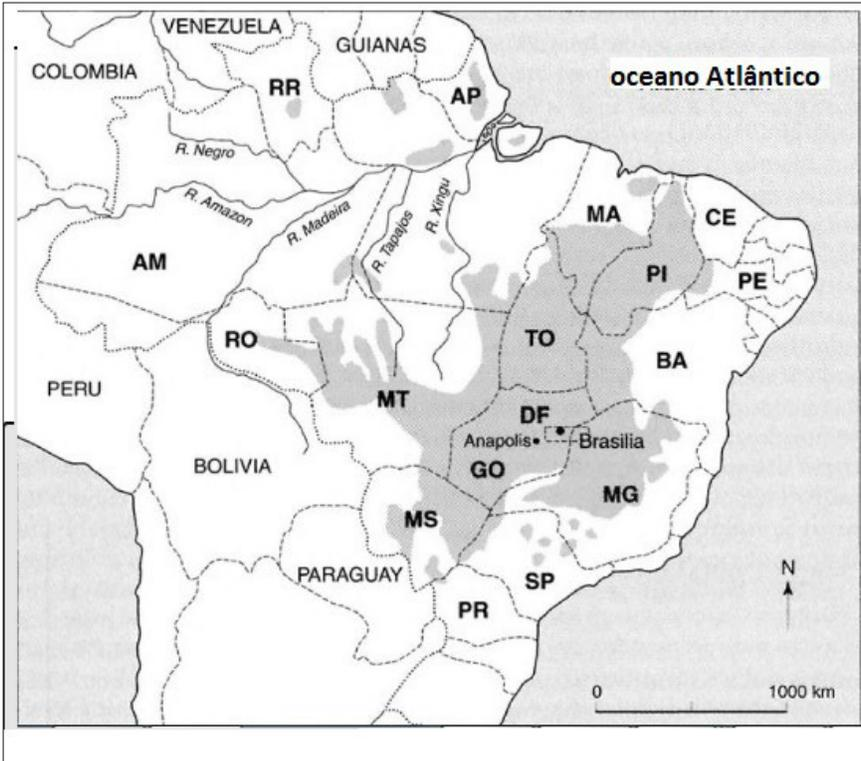 VENEZUELA
GUIANAS
COLOMBIA
oceano Atlântico
RR
AP
R. Negro
R. Amazon
R. Madeira
R. Tapajos
R. Xingu
MA
CE
AM
PI
PE
RO
TO
BA
PERU
MT
DF
Anapolis
Brasilia
BOLIVIA
GO
MG
MS
PARAGUAY
SP
N
PR
0
1000 km